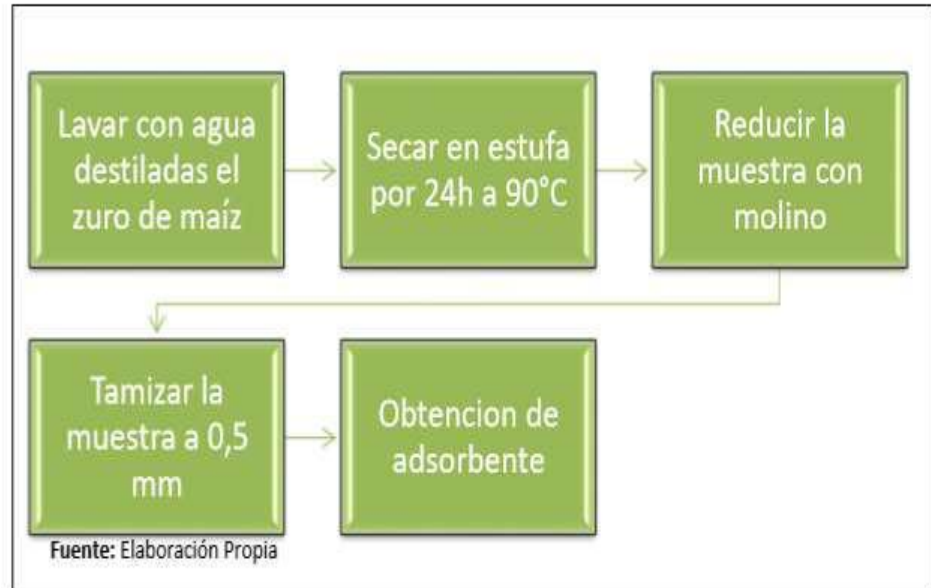 Lavar con agua
destiladas el
zuro de maíz
Secar en estufa
por 24h a 90°C
Reducir la
muestra con
molino
Tamizar la
muestra a 0,5
mm
Obtencion de
adsorbente
Fuente: Elaboración Propia